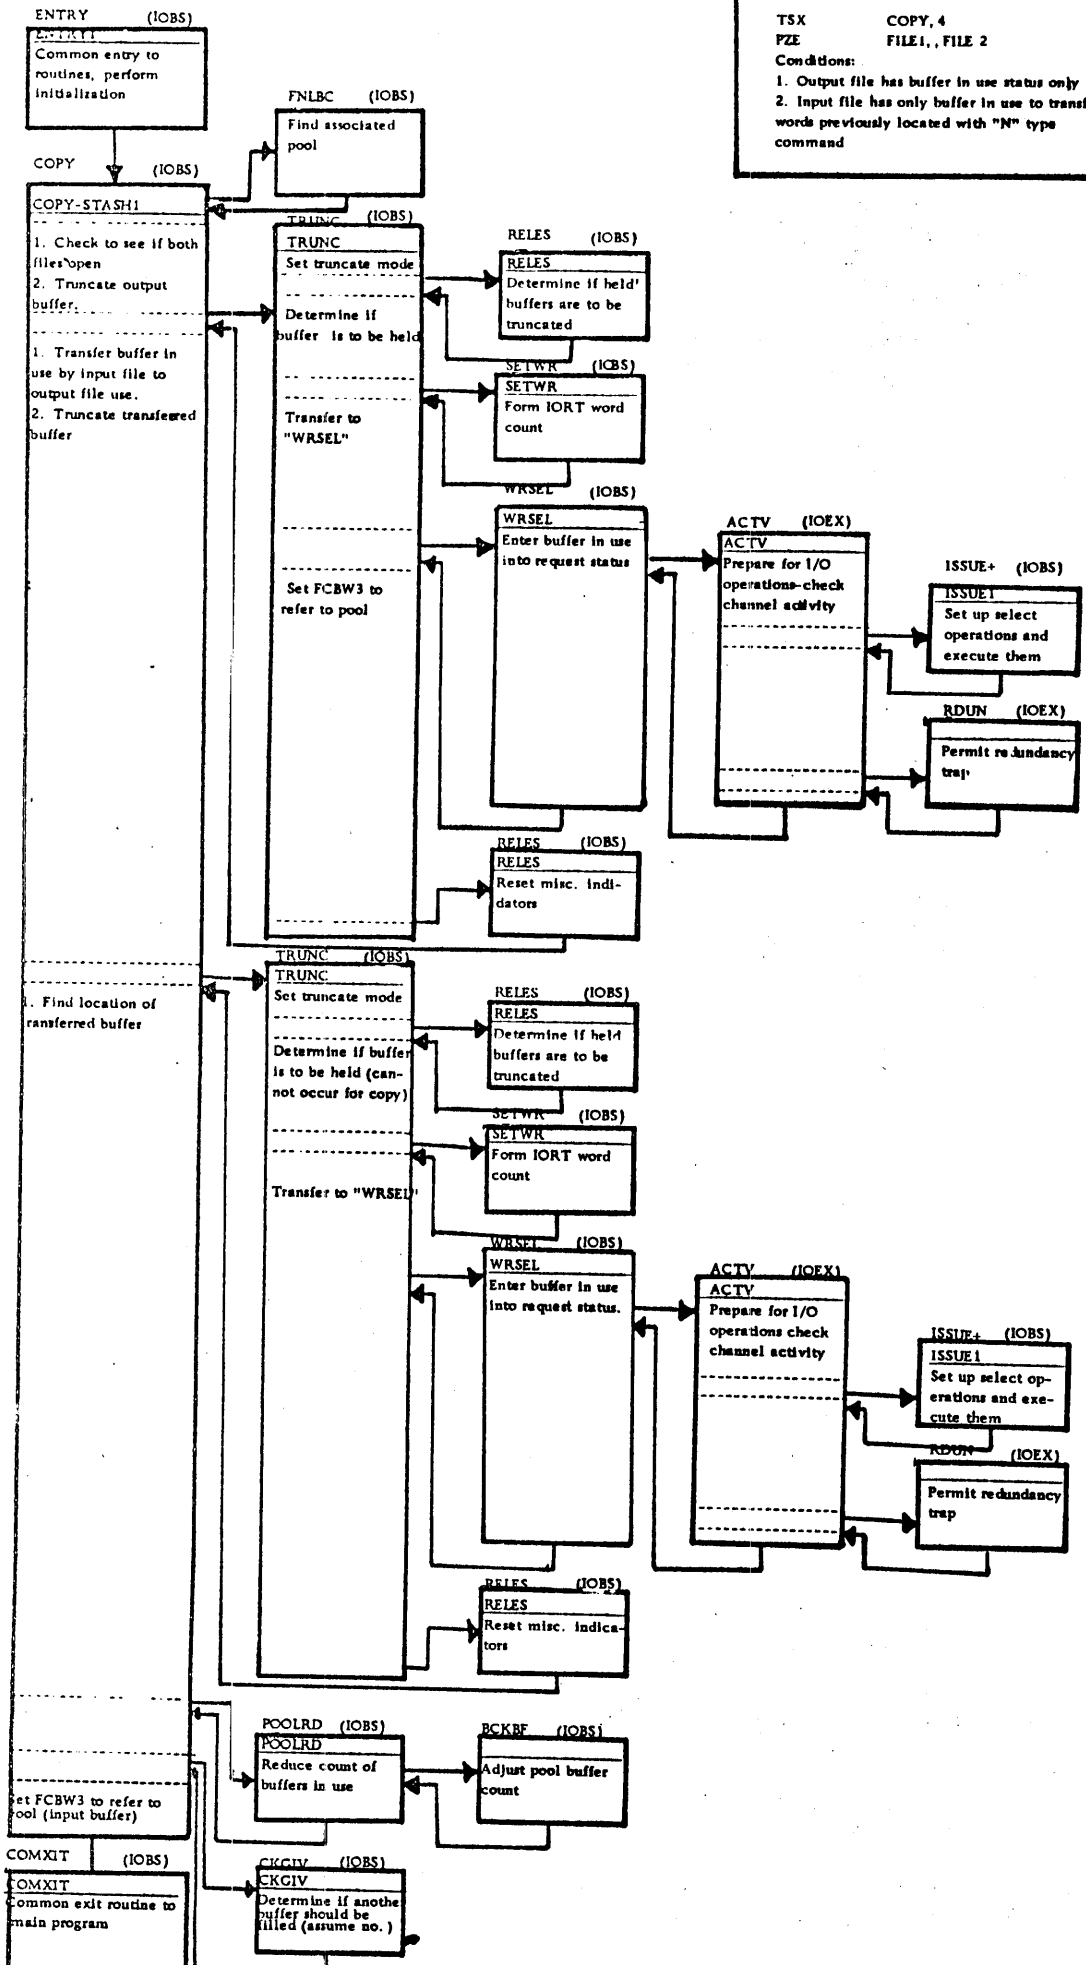 TSX COPY, 4
PZE FILE1, , FILE 2
Conditions:
1. Output file has buffer in use status only
2. Input file has only buffer in use to transf
words previously located with "N" type
command
ENTRY (IOBS)
ENTRY1
Common entry to
routines, perform
initialization
FNLBC (IOBS)
Find associated
pool
COPY (IOBS)
COPY-STASH1
1. Check to see if both
files open
2. Truncate output
buffer.
1. Transfer buffer in
use by input file to
output file use.
2. Truncate transferred
buffer
TRUNC (IOBS)
TRUNC
Set truncate mode
Determine if
buffer is to be held
Transfer to
"WRSEL"
Set FCBW3 to
refer to pool
RELES (IOBS)
RELES
Determine if held'
buffers are to be
truncated
SETWR (IOBS)
SETWR
Form IORT word
count
WRSEL (IOBS)
WRSEL
Enter buffer in use
into request status
ACTV (IOEX)
ACTV
Prepare for I/O
operations-check
channel activity
ISSUE+ (IOBS)
ISSUE1
Set up select
operations and
execute them
RDUN (IOEX)
Permit redundancy
trap
RELES (IOBS)
RELES
Reset misc. indi-
dators
1. Find location of
ransferred buffer
TRUNC (IOBS)
TRUNC
Set truncate mode
Determine if buffer
is to be held (can-
not occur for copy)
Transfer to "WRSEL"
RELES (IOBS)
RELES
Determine if held
buffers are to be
truncated
SETWR (IOBS)
SETWR
Form IORT word
count
WRSEL (IOBS)
WRSEL
Enter buffer in use
into request status.
ACTV (IOEX)
ACTV
Prepare for I/O
operations check
channel activity
ISSUE+ (IOBS)
ISSUE1
Set up select op-
erations and exe-
cute them
RDUN (IOEX)
Permit redundancy
trap
RELES (IOBS)
RELES
Reset misc. indica-
tors
POOLRD (IOBS)
POOLRD
Reduce count of
buffers in use
BCKBF (IOBS)
Adjust pool buffer
count
Set FCBW3 to refer to
ool (input buffer)
COMXIT (IOBS)
COMXIT
Common exit routine to
main program
CKGIV (IOBS)
CKGIV
Determine if another
buffer should be
filled (assume no. )